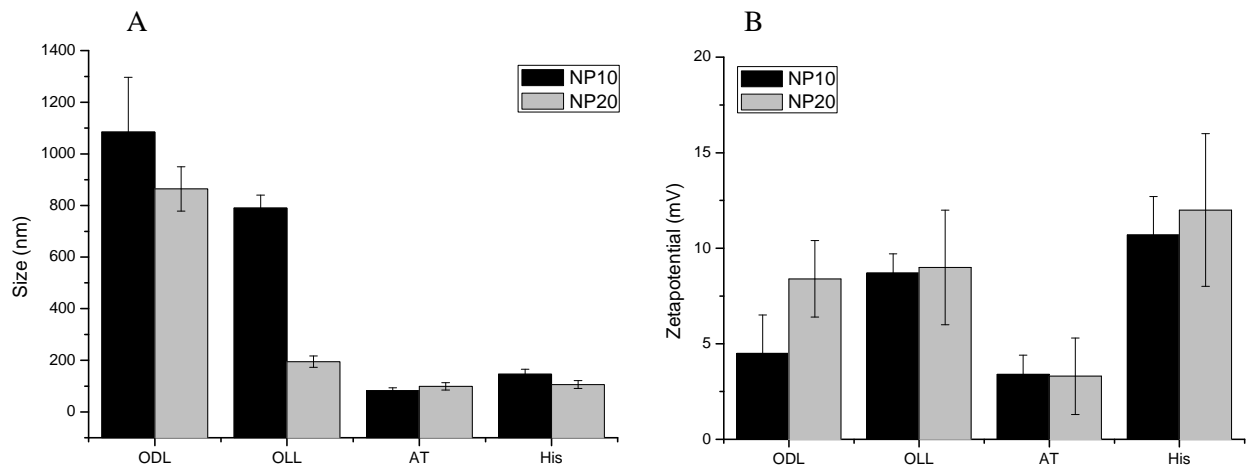 A
Size (nm)
1400
1200
1000
800
600
400
200
0
NP10
NP20
ODL OLL AT His
B
Zetapotential (mV)
20
15
10
5
0
NP10
NP20
ODL OLL AT His